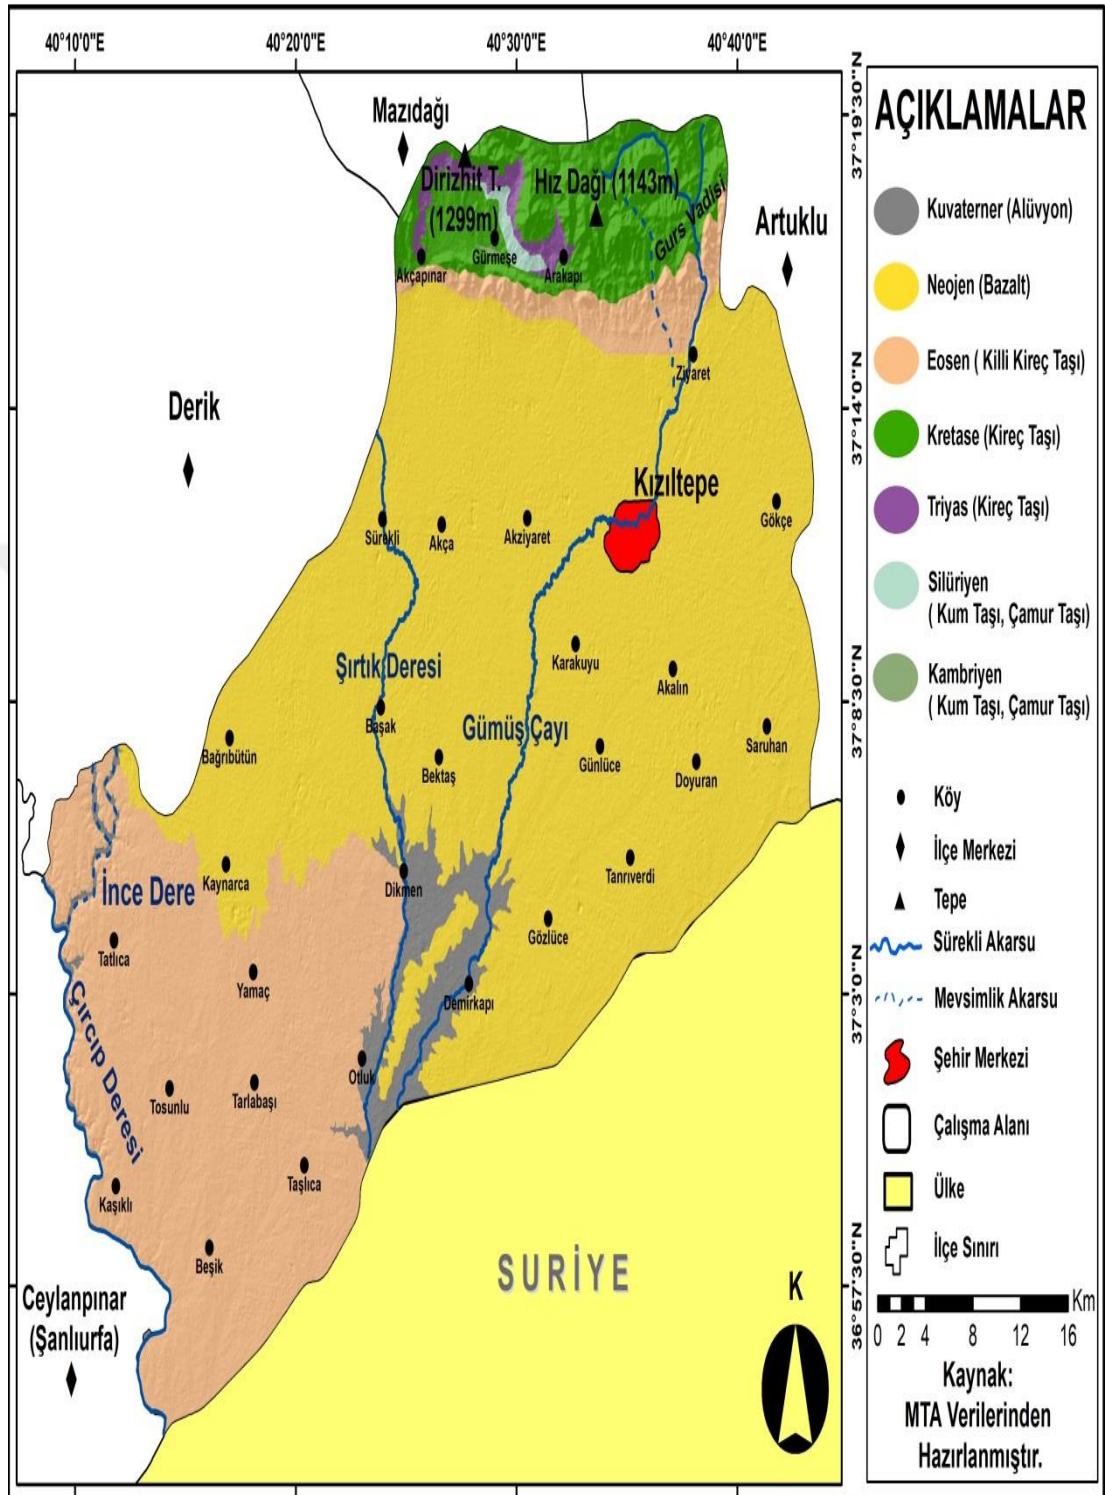 40°10'0"E
40°20'0"E
40°30'0"E
40°40'0"E
Mazıdağı
Dirizhit T.
(1299m)
Hız Dağı (1143m)
Gurs Vadisi
Artuklu
Gürmeşe
Akçapınar
Arakapı
Ziyaret
Derik
Kızıltepe
Sürekli
Akça
Akziyaret
Gökçe
Şırtık Deresi
Karakuyu
Akalın
Başak
Gümüş Çayı
Bağrıbütün
Bektaş
Günlüce
Doyuran
Saruhan
Kaynarca
Dikmen
Tanrıverdi
İnce Dere
Tatlıca
Gözlüce
Yamaç
Demirkapı
Çırcıp Deresi
Otluk
Tosunlu
Tarlabaşı
Taşlıca
Kaşıklı
Beşik
SURİYE
Ceylanpınar
(Şanlıurfa)
K
37°19'30"N
37°14'0"N
37°8'30"N
37°3'0"N
36°57'30"N
AÇIKLAMALAR
Kuvaterner (Alüvyon)
Neojen (Bazalt)
Eosen ( Killi Kireç Taşı)
Kretase (Kireç Taşı)
Triyas (Kireç Taşı)
Silüriyen
( Kum Taşı, Çamur Taşı)
Kambriyen
( Kum Taşı, Çamur Taşı)
Köy
İlçe Merkezi
Tepe
Sürekli Akarsu
Mevsimlik Akarsu
Şehir Merkezi
Çalışma Alanı
Ülke
İlçe Sınırı
Km
0 2 4 8 12 16
Kaynak:
MTA Verilerinden
Hazırlanmıştır.